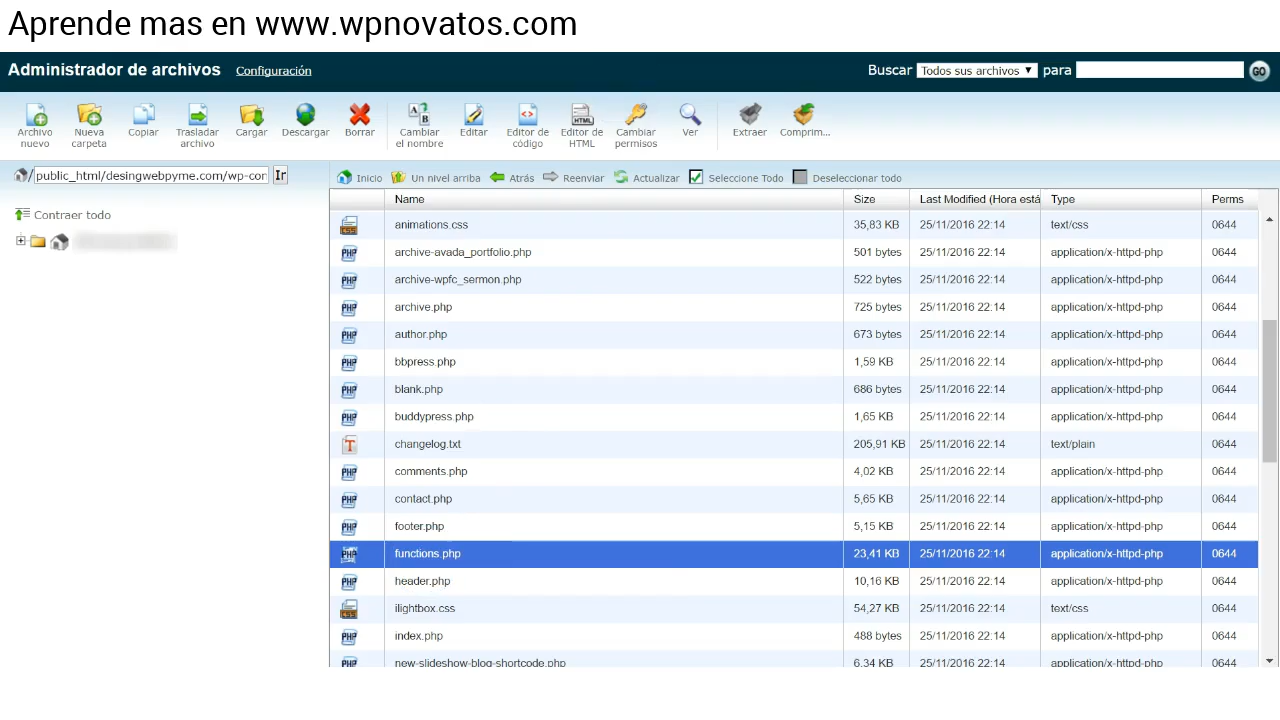 Aprende mas en www.wpnovatos.com
Administrador de archivos Configuración Buscar Todos sus archivos ▼ para GO
Archivo nuevo Nueva carpeta Copiar Trasladar archivo Cargar Descargar Borrar Cambiar el nombre Editar Editor de código Editor de HTML Cambiar permisos Ver Extraer Comprim...
/ public_html/desingwebpyme.com/wp-con Ir Inicio Un nivel arriba Atrás Reenviar Actualizar Seleccione Todo Deseleccionar todo
Contraer todo
Name Size Last Modified (Hora está Type Perms
animations.css 35,83 KB 25/11/2016 22:14 text/css 0644
archive-avada_portfolio.php 501 bytes 25/11/2016 22:14 application/x-httpd-php 0644
archive-wpfc_sermon.php 522 bytes 25/11/2016 22:14 application/x-httpd-php 0644
archive.php 725 bytes 25/11/2016 22:14 application/x-httpd-php 0644
author.php 673 bytes 25/11/2016 22:14 application/x-httpd-php 0644
bbpress.php 1,59 KB 25/11/2016 22:14 application/x-httpd-php 0644
blank.php 686 bytes 25/11/2016 22:14 application/x-httpd-php 0644
buddypress.php 1,65 KB 25/11/2016 22:14 application/x-httpd-php 0644
changelog.txt 205,91 KB 25/11/2016 22:14 text/plain 0644
comments.php 4,02 KB 25/11/2016 22:14 application/x-httpd-php 0644
contact.php 5,65 KB 25/11/2016 22:14 application/x-httpd-php 0644
footer.php 5,15 KB 25/11/2016 22:14 application/x-httpd-php 0644
functions.php 23,41 KB 25/11/2016 22:14 application/x-httpd-php 0644
header.php 10,16 KB 25/11/2016 22:14 application/x-httpd-php 0644
ilightbox.css 54,27 KB 25/11/2016 22:14 text/css 0644
index.php 488 bytes 25/11/2016 22:14 application/x-httpd-php 0644
new-slideshow-blog-shortcode.php 6,34 KB 25/11/2016 22:14 application/x-httpd-php 0644